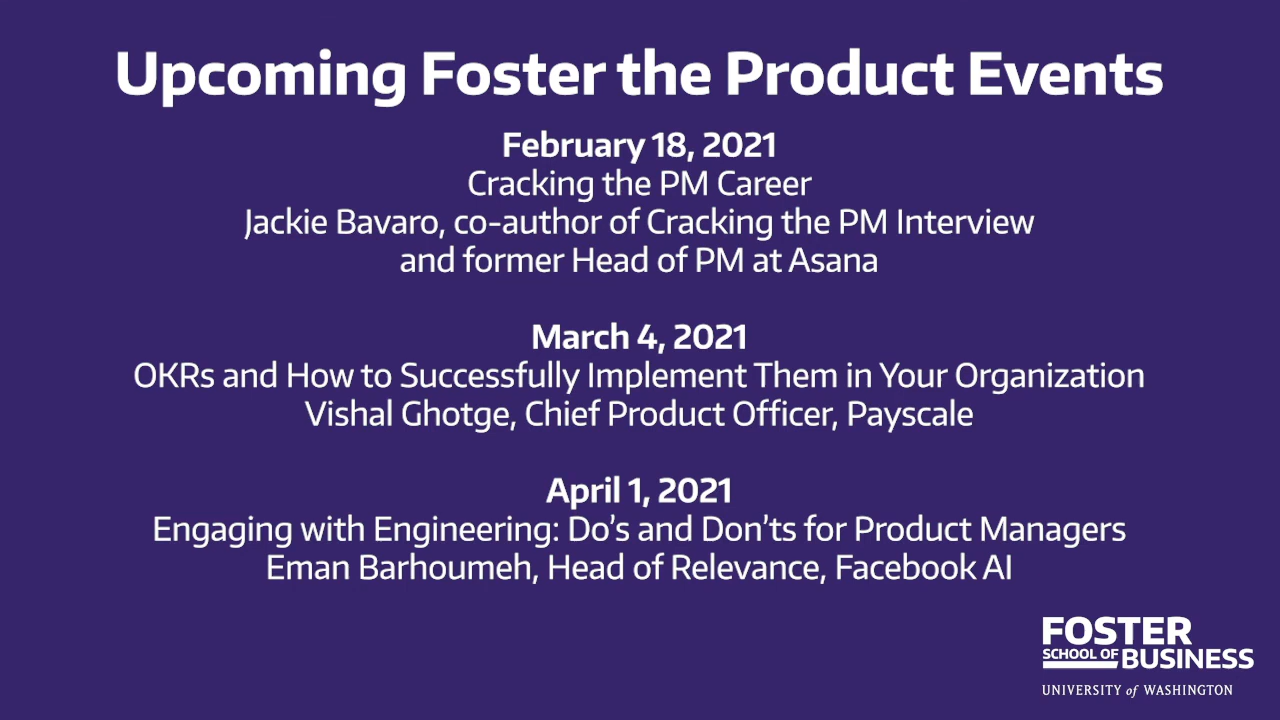 Upcoming Foster the Product Events
February 18, 2021
Cracking the PM Career
Jackie Bavaro, co-author of Cracking the PM Interview
and former Head of PM at Asana
March 4, 2021
OKRs and How to Successfully Implement Them in Your Organization
Vishal Ghotge, Chief Product Officer, Payscale
April 1, 2021
Engaging with Engineering: Do’s and Don’ts for Product Managers
Eman Barhoumeh, Head of Relevance, Facebook AI
FOSTER
SCHOOL OF BUSINESS
UNIVERSITY of WASHINGTON